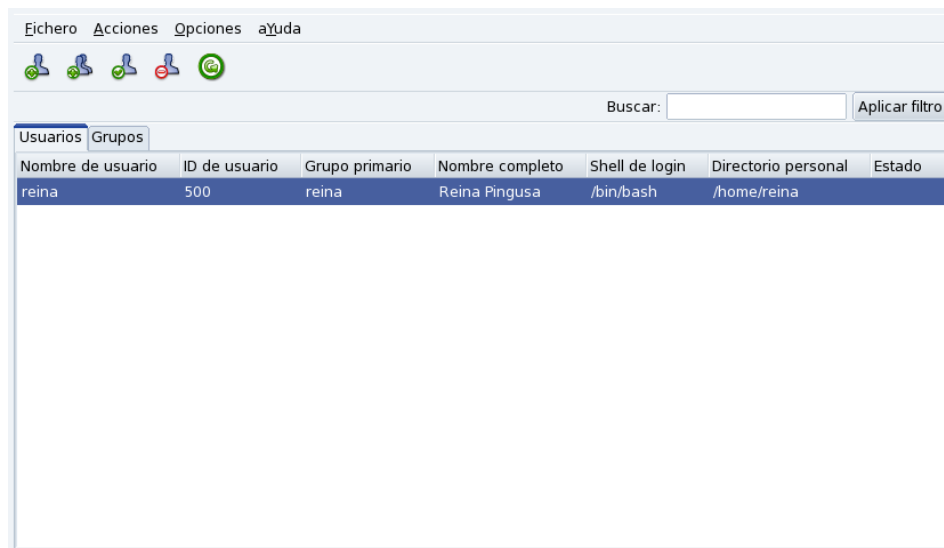 Fichero Acciones Opciones aYuda
Buscar: Aplicar filtro
Usuarios Grupos
Nombre de usuario ID de usuario Grupo primario Nombre completo Shell de login Directorio personal Estado
reina 500 reina Reina Pingusa /bin/bash /home/reina